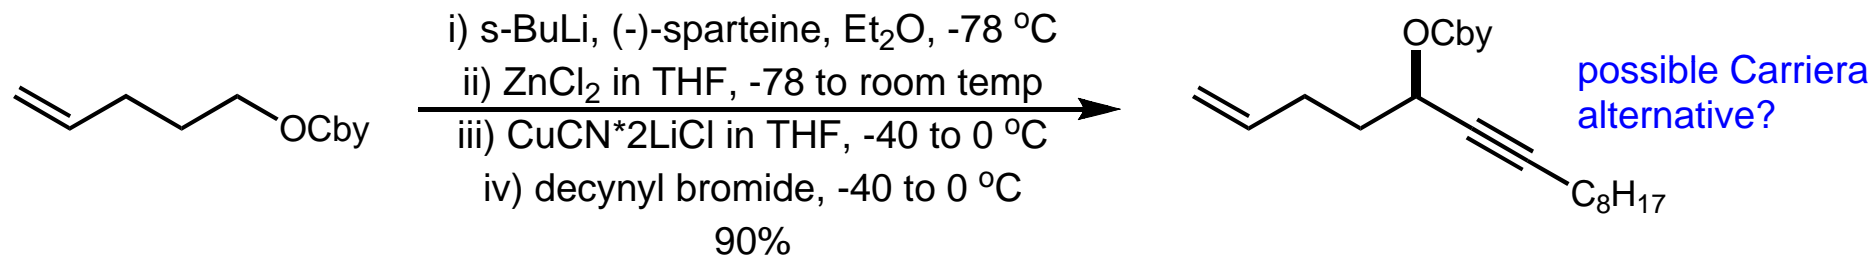 i) s-BuLi, (-)-sparteine, Et₂O, -78 °C
ii) ZnCl₂ in THF, -78 to room temp
iii) CuCN*2LiCl in THF, -40 to 0 °C
iv) decynyl bromide, -40 to 0 °C
90%
OCby
OCby
C₈H₁₇
possible Carriera
alternative?